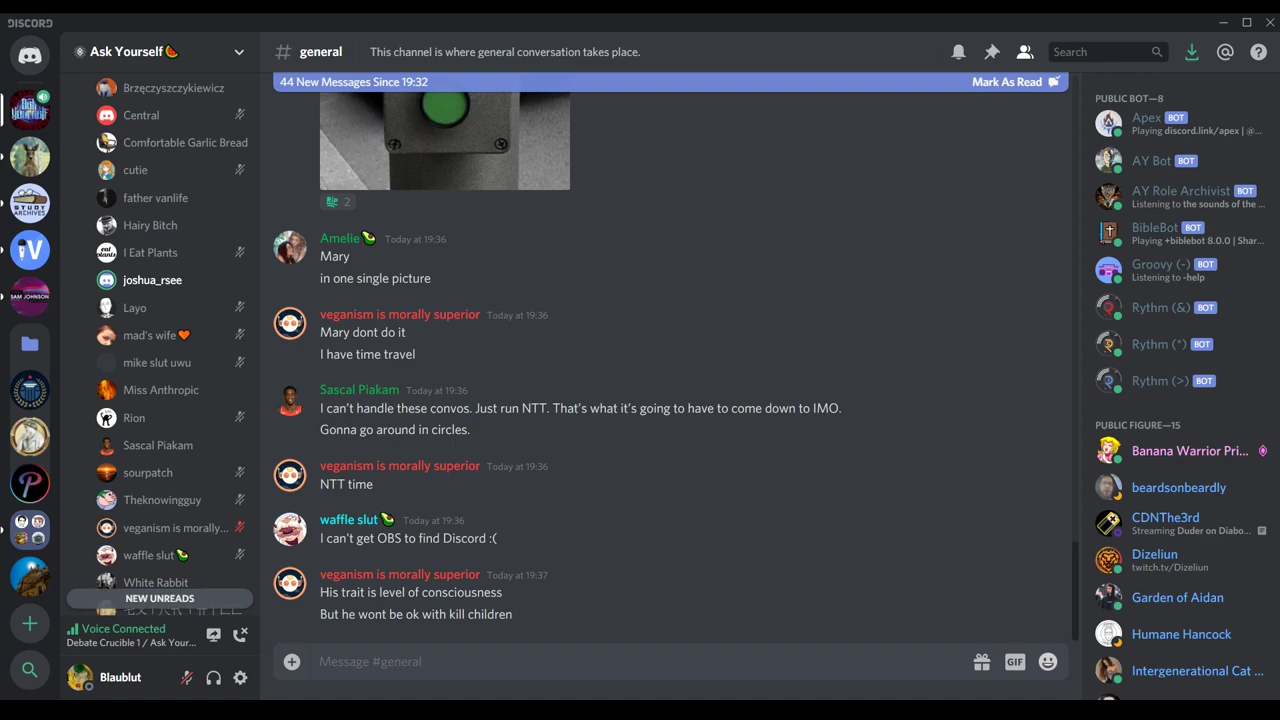 DISCORD
Ask Yourself🍉
Brzęczyszczykiewicz
Central
Comfortable Garlic Bread
cutie
father vanlife
Hairy Bitch
I Eat Plants
joshua_rsee
Layo
mad's wife🧡
mike slut uwu
Miss Anthropic
Rion
Sascal Piakam
sourpatch
Theknowingguy
veganism is morally...
waffle slut🥑
White Rabbit
NEW UNREADS
Voice Connected
Debate Crucible 1 / Ask Your...
Blaublut
SAM JOHNSON
STUDY
ARCHIVES
V
P
# general
This channel is where general conversation takes place.
Search
44 New Messages Since 19:32
Mark As Read
2
Amelie🥑 Today at 19:36
Mary
in one single picture
veganism is morally superior Today at 19:36
Mary dont do it
I have time travel
Sascal Piakam Today at 19:36
I can't handle these convos. Just run NTT. That's what it's going to have to come down to IMO.
Gonna go around in circles.
veganism is morally superior Today at 19:36
NTT time
waffle slut🥑 Today at 19:36
I can't get OBS to find Discord :(
veganism is morally superior Today at 19:37
His trait is level of consciousness
But he wont be ok with kill children
Message #general
GIF
PUBLIC BOT—8
Apex BOT
Playing discord.link/apex | @...
AY Bot BOT
AY Role Archivist BOT
Listening to the sounds of the ...
BibleBot BOT
Playing +biblebot 8.0.0 | Shar...
Groovy (-) BOT
Listening to -help
Rythm (&) BOT
Rythm (*) BOT
Rythm (>) BOT
PUBLIC FIGURE—15
Banana Warrior Pri...
beardsonbeardly
CDNThe3rd
Streaming Duder on Diabo...
Dizeliun
twitch.tv/Dizeliun
Garden of Aidan
Humane Hancock
Intergenerational Cat ...